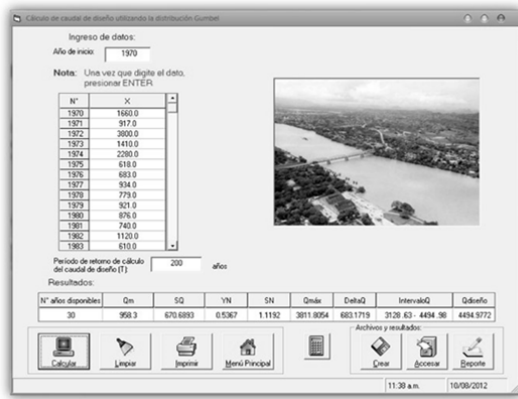 Cálculo de caudal de diseño utilizando la distribución Gumbel
Ingreso de datos:
Año de inicio: 1970
Nota: Una vez que digite el dato,
presionar ENTER
N° X
1970 1660.0
1971 917.0
1972 3800.0
1973 1410.0
1974 2280.0
1975 618.0
1976 683.0
1977 934.0
1978 779.0
1979 921.0
1980 876.0
1981 740.0
1982 1120.0
1983 610.0
Período de retorno de cálculo
del caudal de diseño (T): 200 años
Resultados:
N° años disponibles Qm SQ YN SN Qmáx DeltaQ IntervaloQ Qdiseño
30 958.3 670.6893 0.5367 1.1192 3811.8054 683.1719 3128 .63 - 4494 .98 4494.9772
Archivos y resultados:
Calcular Limpiar Imprimir Menú Principal Crear Accesar Reporte
11:38 a.m. 10/08/2012